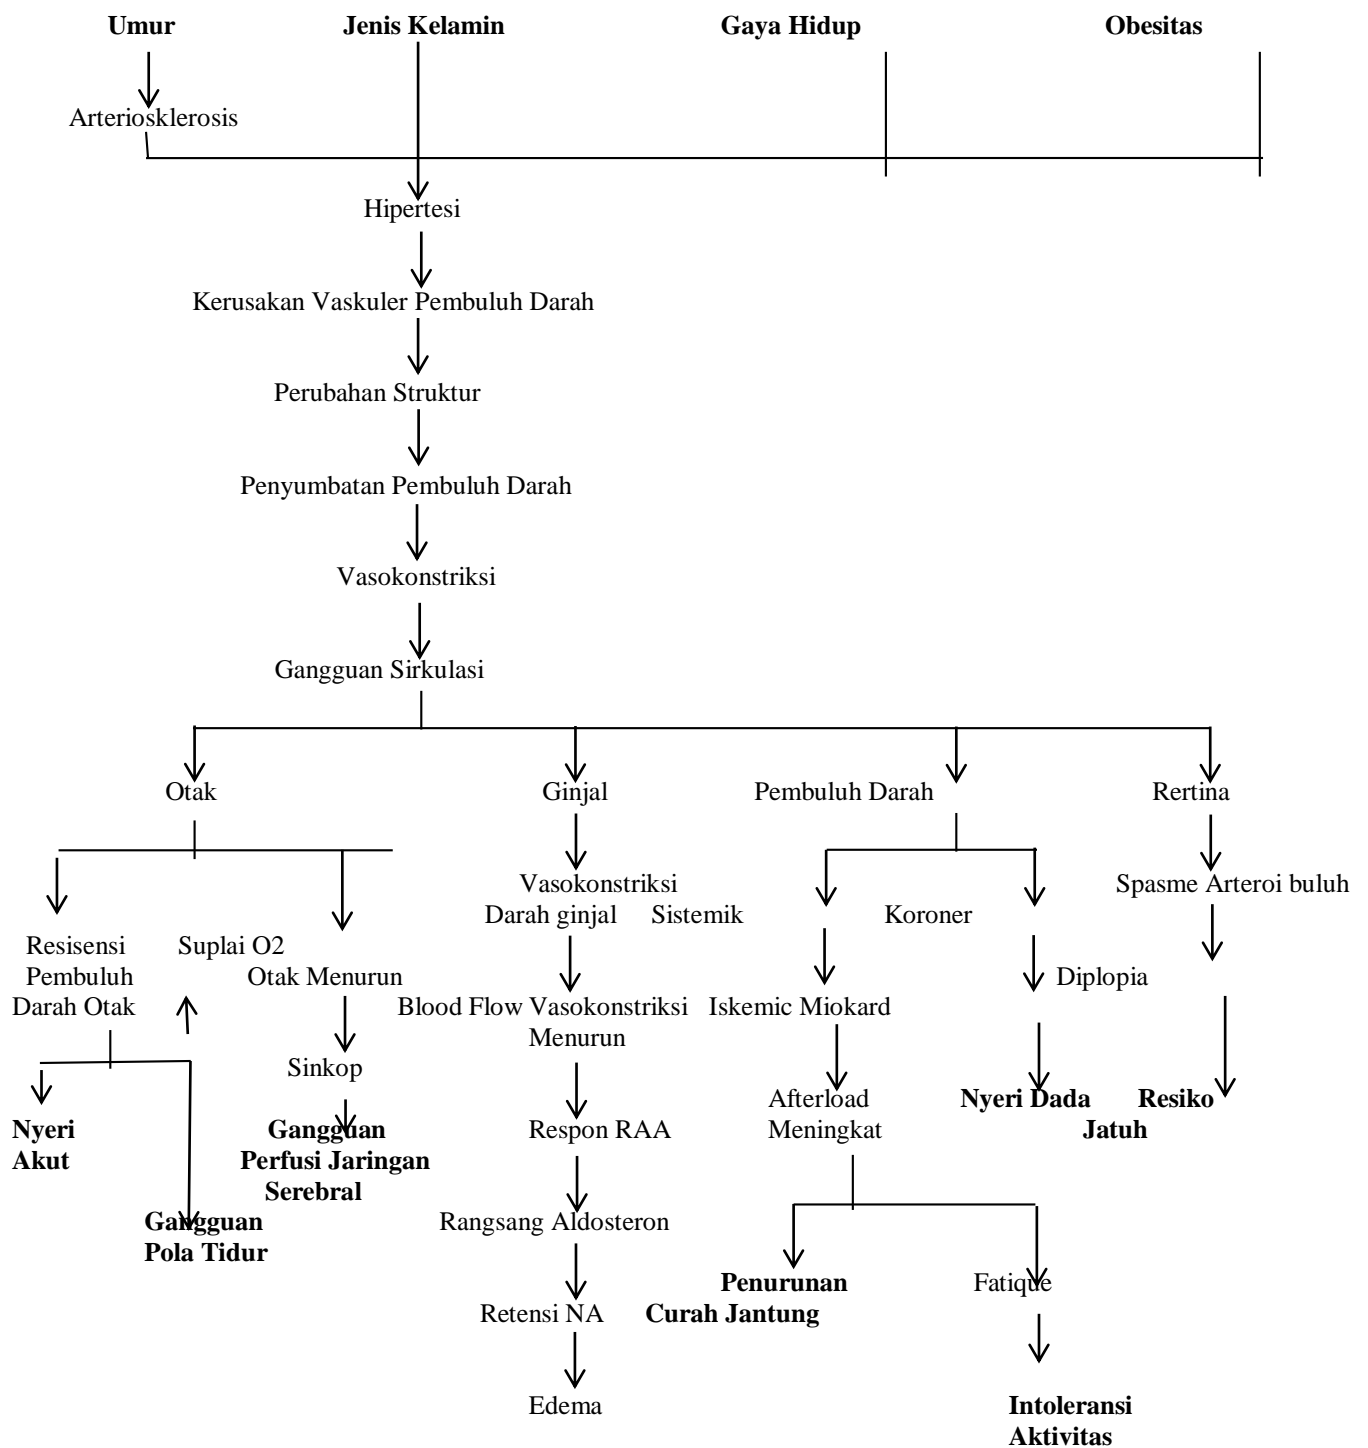 Umur Jenis Kelamin Gaya Hidup Obesitas
Arteriosklerosis
Hipertesi
Kerusakan Vaskuler Pembuluh Darah
Perubahan Struktur
Penyumbatan Pembuluh Darah
Vasokonstriksi
Gangguan Sirkulasi
Otak Ginjal Pembuluh Darah Rertina
Vasokonstriksi Spasme Arteroi buluh
Darah ginjal Sistemik Koroner
Resisensi Suplai O2
Pembuluh Otak Menurun Diplopia
Darah Otak Blood Flow Vasokonstriksi Iskemic Miokard
Menurun
Sinkop
Afterload Nyeri Dada Resiko
Nyeri Gangguan Respon RAA Meningkat Jatuh
Akut Perfusi Jaringan
Serebral
Gangguan Rangsang Aldosteron
Pola Tidur
Penurunan Fatique
Retensi NA Curah Jantung
Edema Intoleransi
Aktivitas